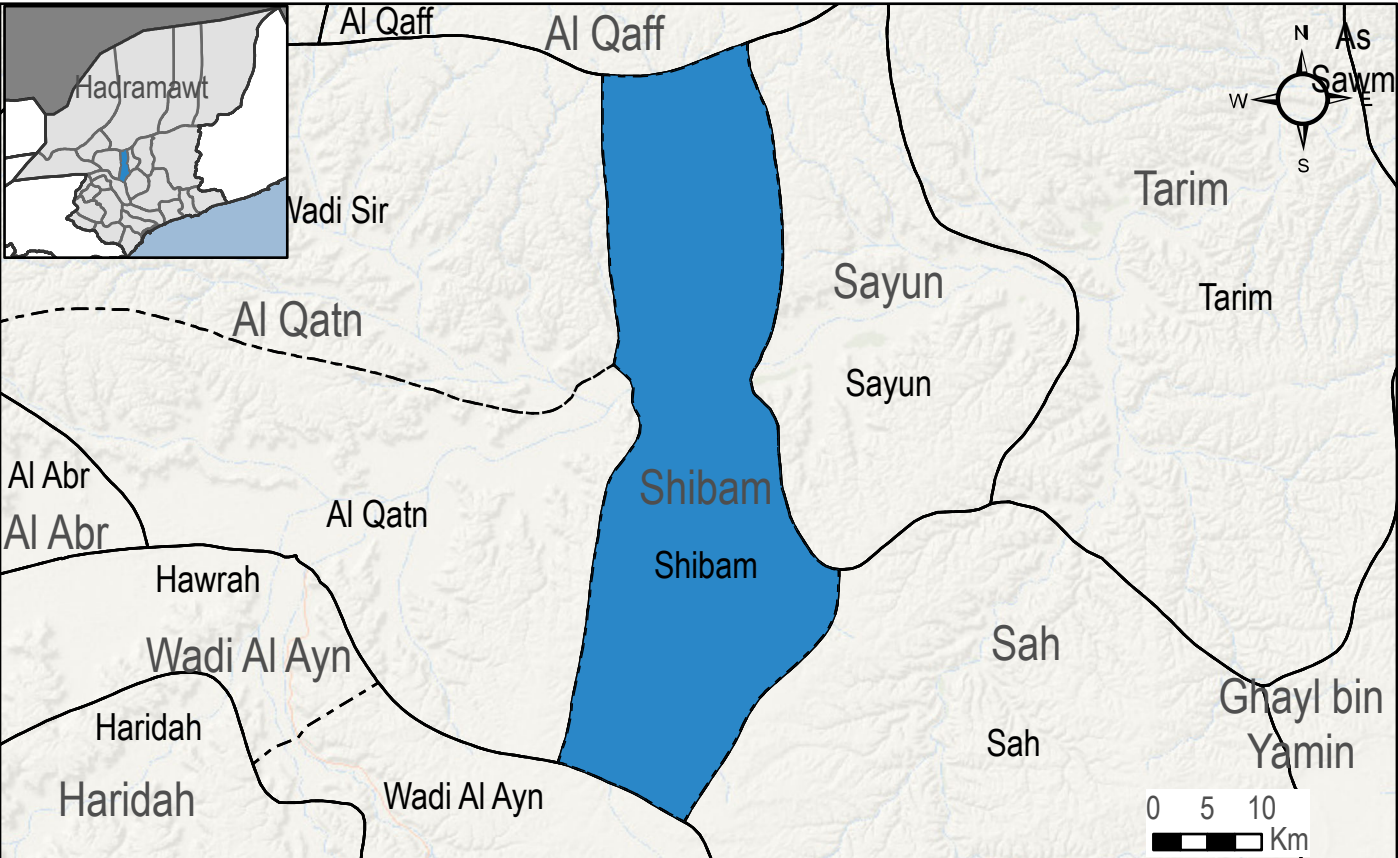 Al Qaff
Al Qaff
N
As
Sawm
W
E
S
Hadramawt
Wadi Sir
Tarim
Sayun
Tarim
Al Qatn
Sayun
Al Abr
Shibam
Al Qatn
Al Abr
Shibam
Hawrah
Wadi Al Ayn
Sah
Ghayl bin
Yamin
Haridah
Sah
Haridah
Wadi Al Ayn
0 5 10
Km